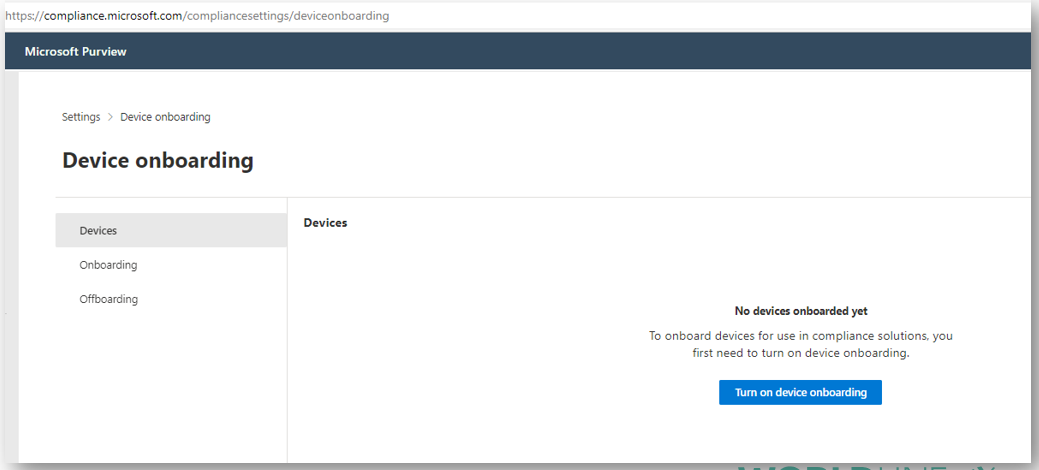 https://compliance.microsoft.com/compliancesettings/deviceonboarding
Microsoft Purview
Settings > Device onboarding
Device onboarding
Devices
Onboarding
Offboarding
Devices
No devices onboarded yet
To onboard devices for use in compliance solutions, you
first need to turn on device onboarding.
Turn on device onboarding